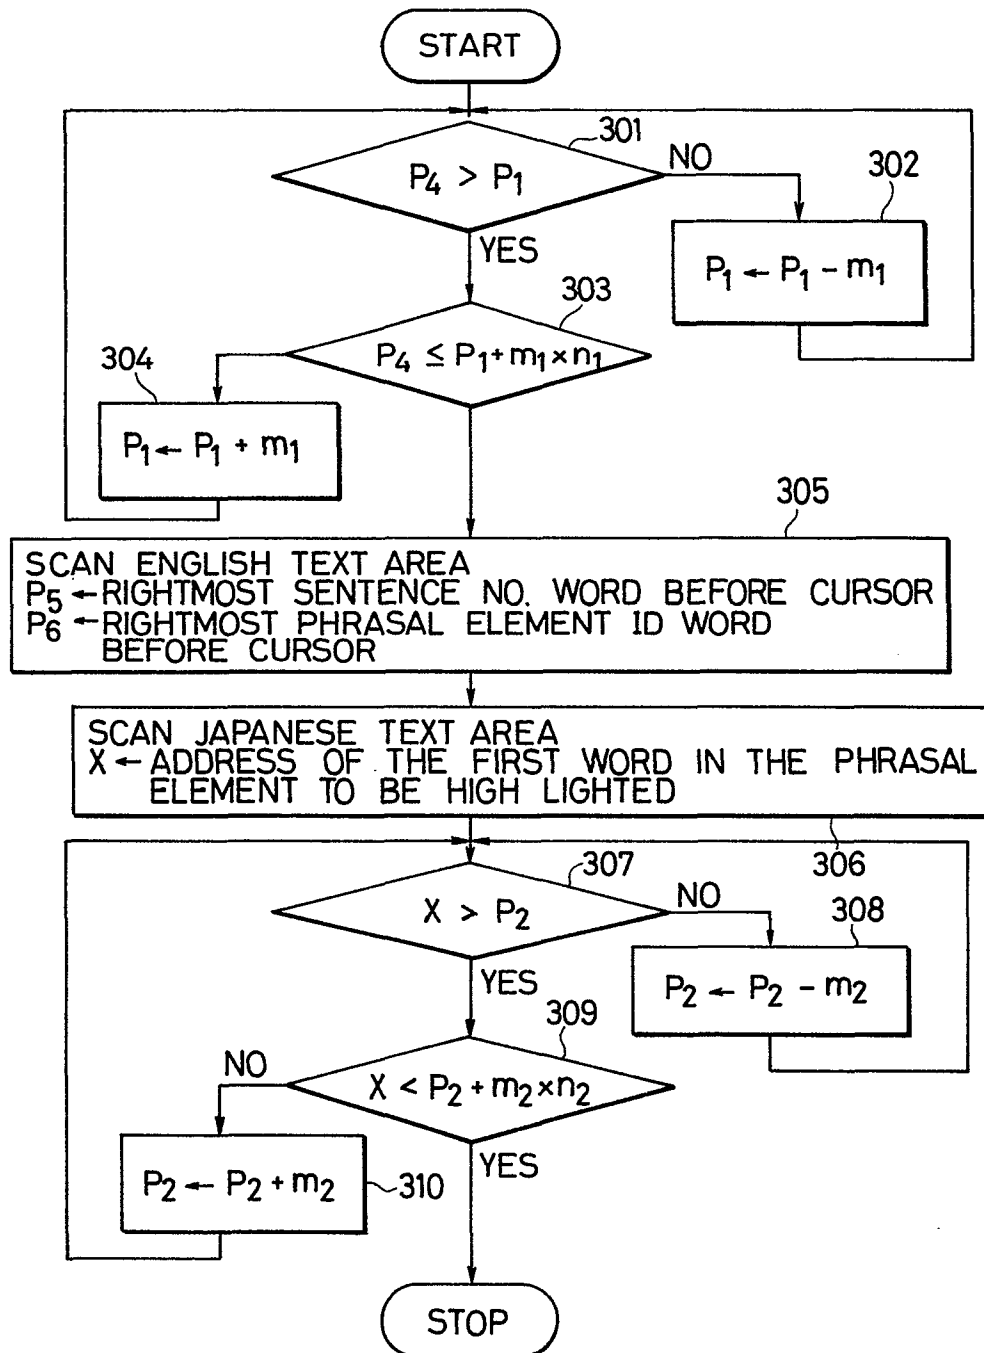 START
301
P₄ > P₁
NO
302
YES
P₁ ← P₁ − m₁
303
P₄ ≤ P₁ + m₁ × n₁
304
P₁ ← P₁ + m₁
305
SCAN ENGLISH TEXT AREA
P₅ ← RIGHTMOST SENTENCE NO. WORD BEFORE CURSOR
P₆ ← RIGHTMOST PHRASAL ELEMENT ID WORD
BEFORE CURSOR
SCAN JAPANESE TEXT AREA
X ← ADDRESS OF THE FIRST WORD IN THE PHRASAL
ELEMENT TO BE HIGH LIGHTED
306
307
X > P₂
NO
308
YES
P₂ ← P₂ − m₂
309
NO
X < P₂ + m₂ × n₂
YES
P₂ ← P₂ + m₂
310
STOP